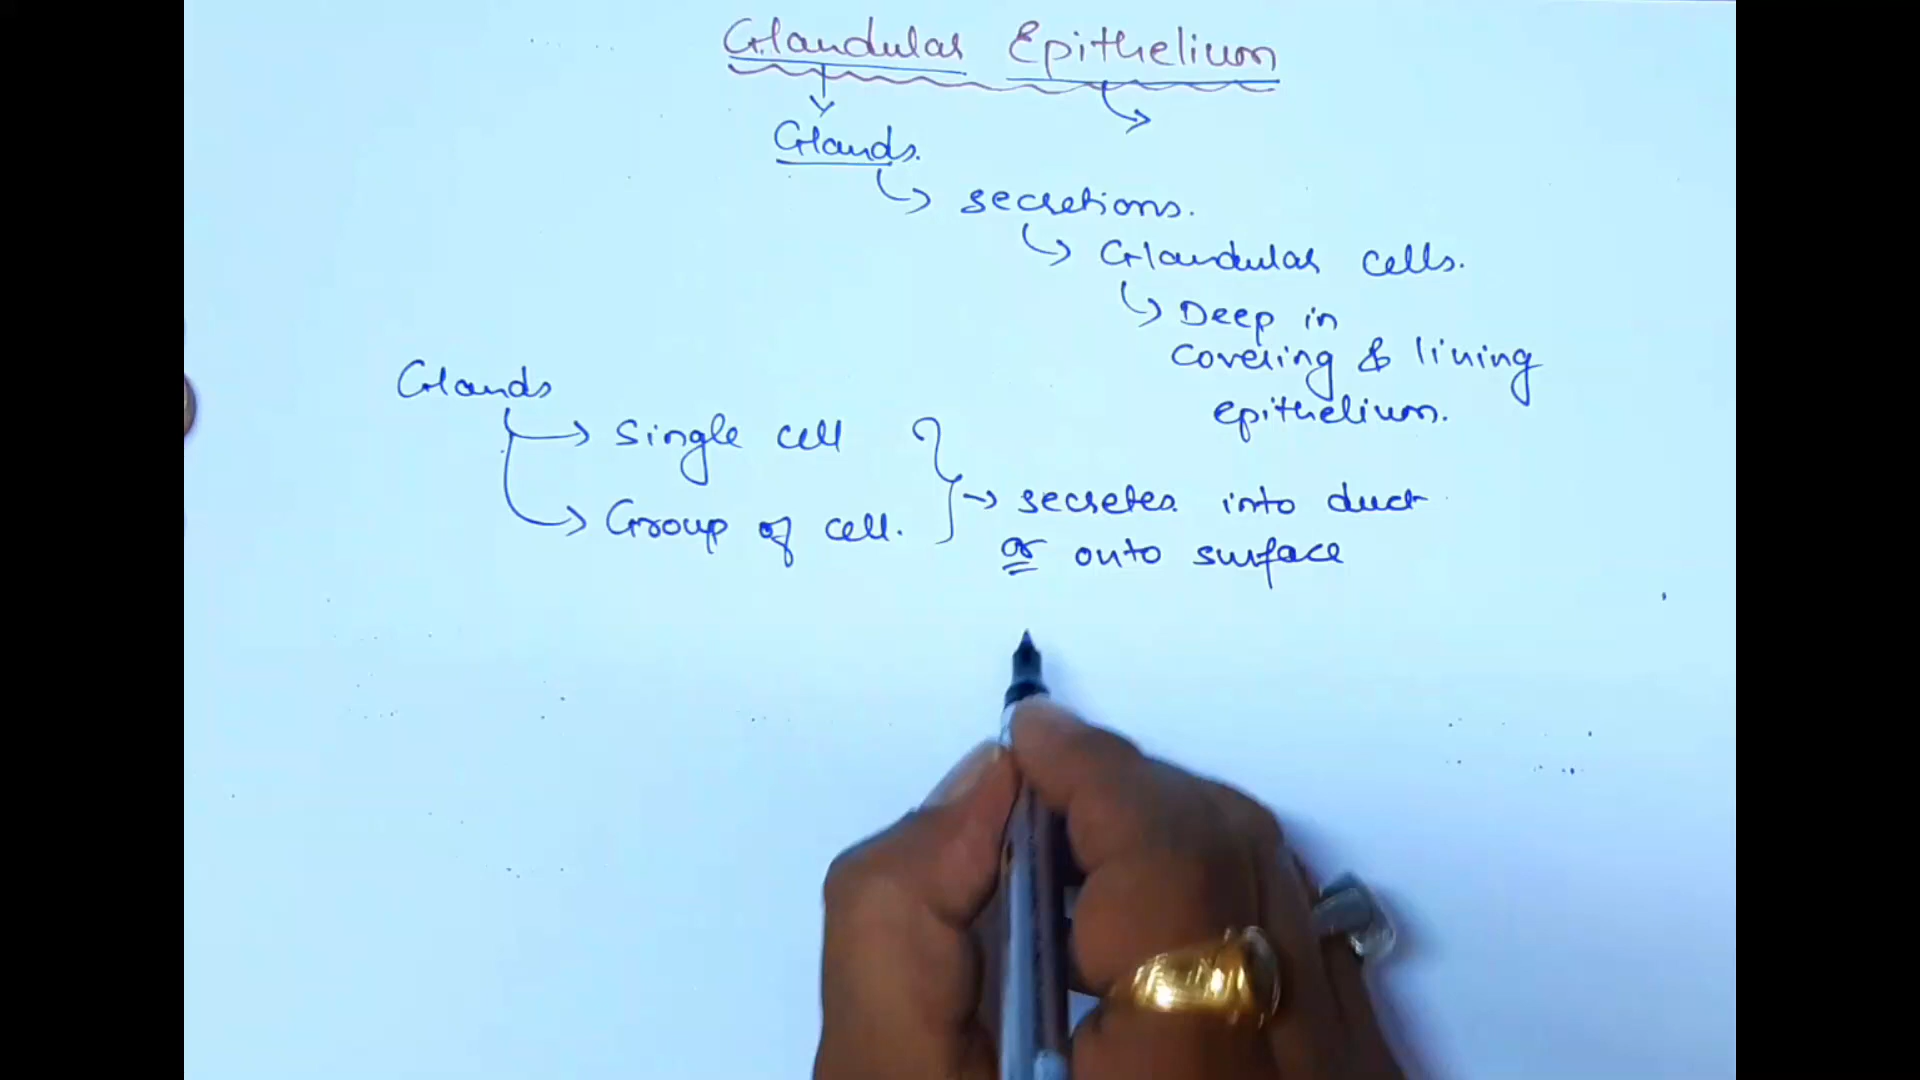 Glandular Epithelium
Glands.
secretions.
Glandular cells.
Deep in
covering & lining
epithelium.
Glands
single cell
Group of cell.
secretes into duct
or onto surface